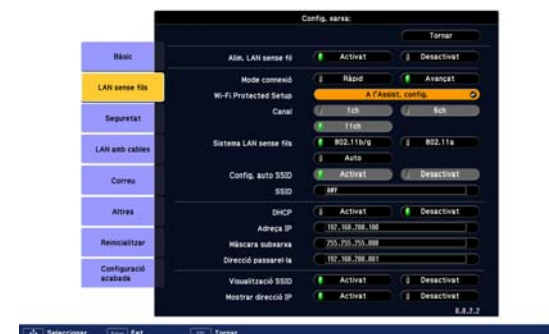 Config. xarxa:
Tornar
Bàsic
Alim. LAN sense fil Activat Desactivat
LAN sense fils
Mode connexió Ràpid Avançat
Wi-Fi Protected Setup A l'Assist. config.
Seguretat
Canal 1ch 6ch
11ch
LAN amb cables
Sistema LAN sense fils 802.11b/g 802.11a
Auto
Correu
Config. auto SSID Activat Desactivat
SSID ANY
Altres
DHCP Activat Desactivat
Adreça IP 192.168.200.100
Reinicialitzar
Màscara subxarxa 255.255.255.000
Direcció passarel·la 192.168.200.001
Configuració
acabada
Visualització SSID Activat Desactivat
Mostrar direcció IP Activat Desactivat
Seleccionar Ent. Tornar